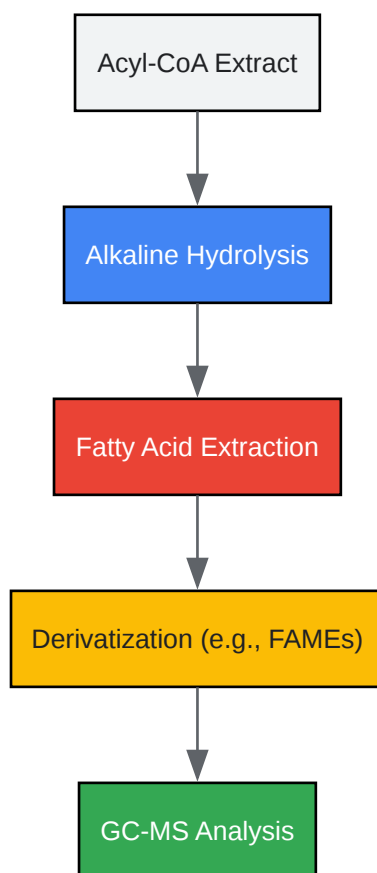 Acyl-CoA Extract
Alkaline Hydrolysis
Fatty Acid Extraction
Derivatization (e.g., FAMEs)
GC-MS Analysis